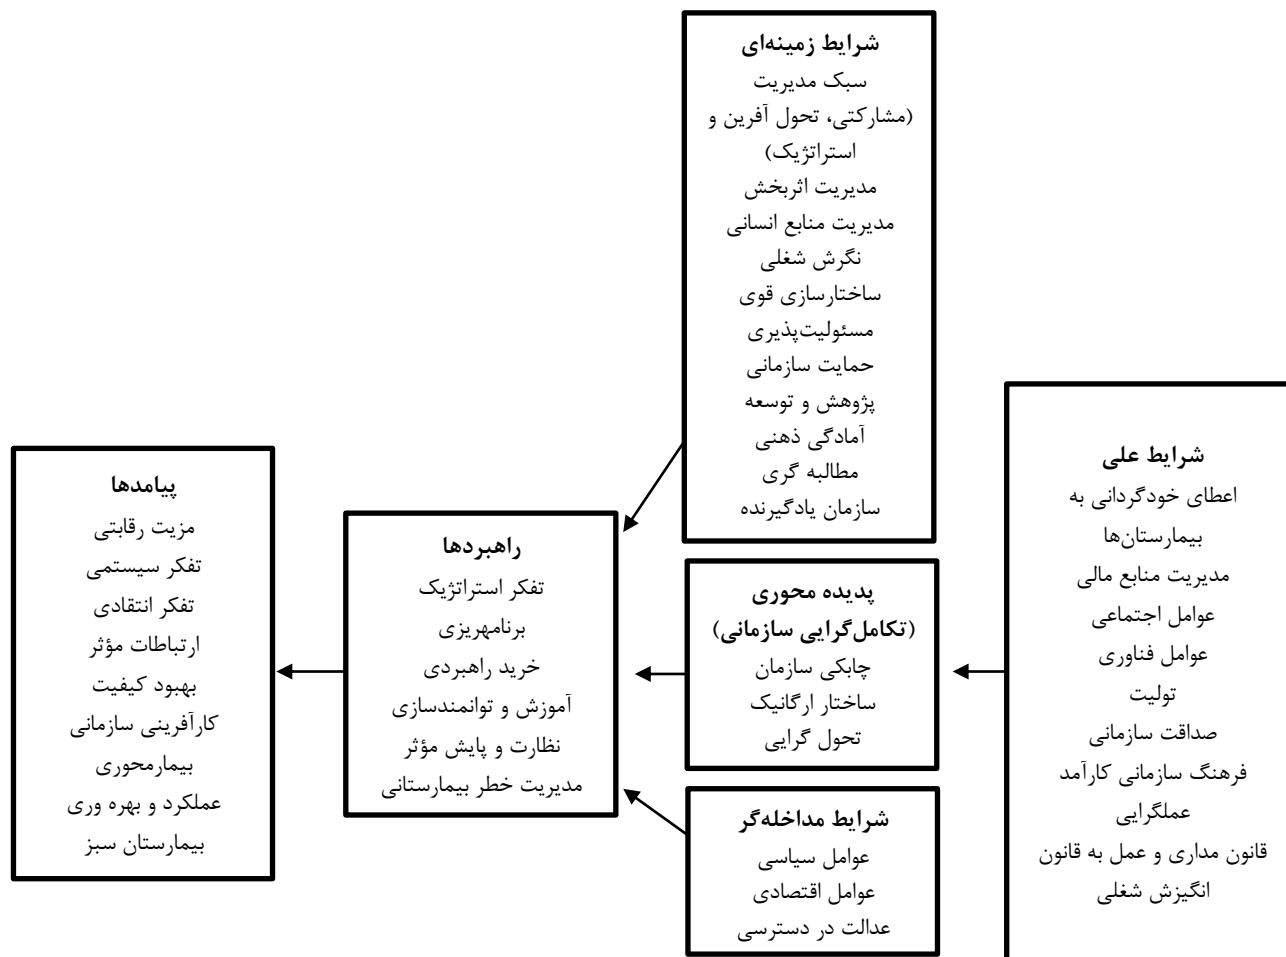 شرایط زمینه‌ای
سبک مدیریت
(مشارکتی، تحول آفرین و
استراتژیک)
مدیریت اثربخش
مدیریت منابع انسانی
نگرش شغلی
ساختارسازی قوی
مسئولیت‌پذیری
حمایت سازمانی
پژوهش و توسعه
آمادگی ذهنی
مطالبه گری
سازمان یادگیرنده
شرایط علی
اعطای خودگردانی به
بیمارستان‌ها
مدیریت منابع مالی
عوامل اجتماعی
عوامل فناوری
تولیت
صداقت سازمانی
فرهنگ سازمانی کارآمد
عملگرایی
قانون مداری و عمل به قانون
انگیزش شغلی
پدیده محوری
(تکامل‌گرایی سازمانی)
چابکی سازمان
ساختار ارگانیک
تحول گرایی
شرایط مداخله‌گر
عوامل سیاسی
عوامل اقتصادی
عدالت در دسترسی
راهبردها
تفکر استراتژیک
برنامهریزی
خرید راهبردی
آموزش و توانمندسازی
نظارت و پایش مؤثر
مدیریت خطر بیمارستانی
پیامدها
مزیت رقابتی
تفکر سیستمی
تفکر انتقادی
ارتباطات مؤثر
بهبود کیفیت
کارآفرینی سازمانی
بیمارمحوری
عملکرد و بهره وری
بیمارستان سبز